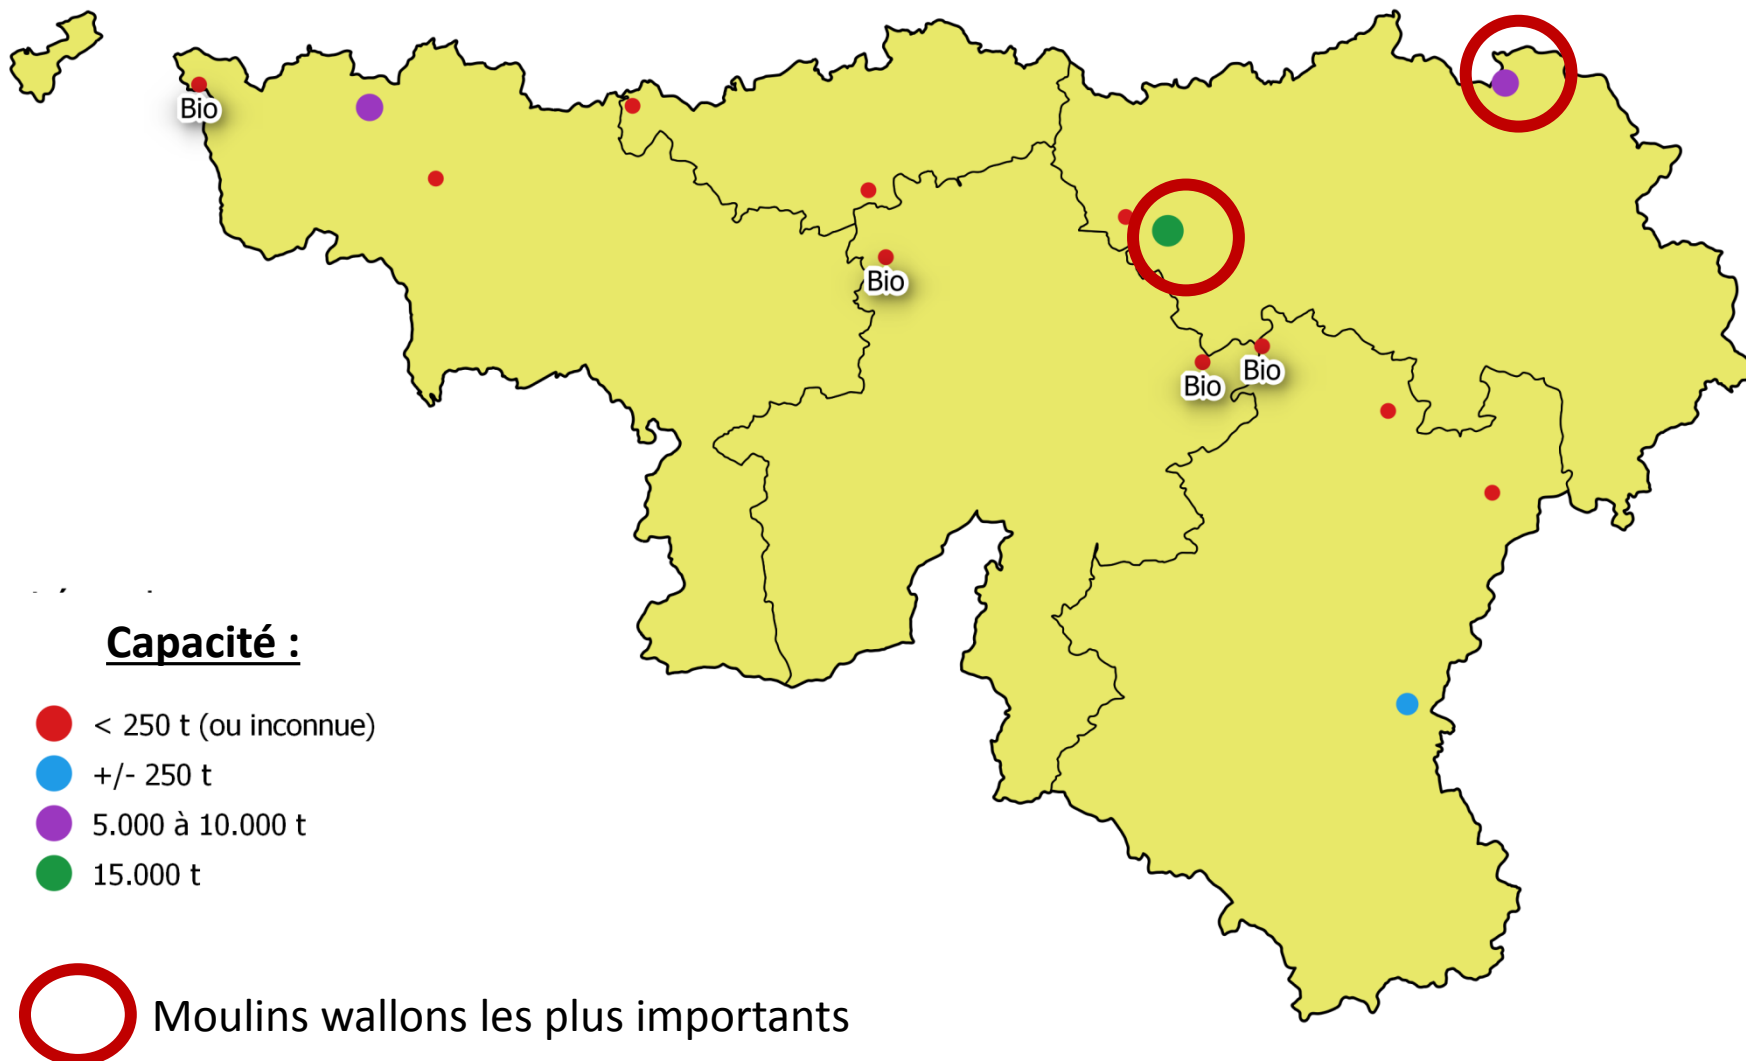 Bio
Bio
Bio
Bio
Capacité :
< 250 t (ou inconnue)
+/- 250 t
5.000 à 10.000 t
15.000 t
Moulins wallons les plus importants